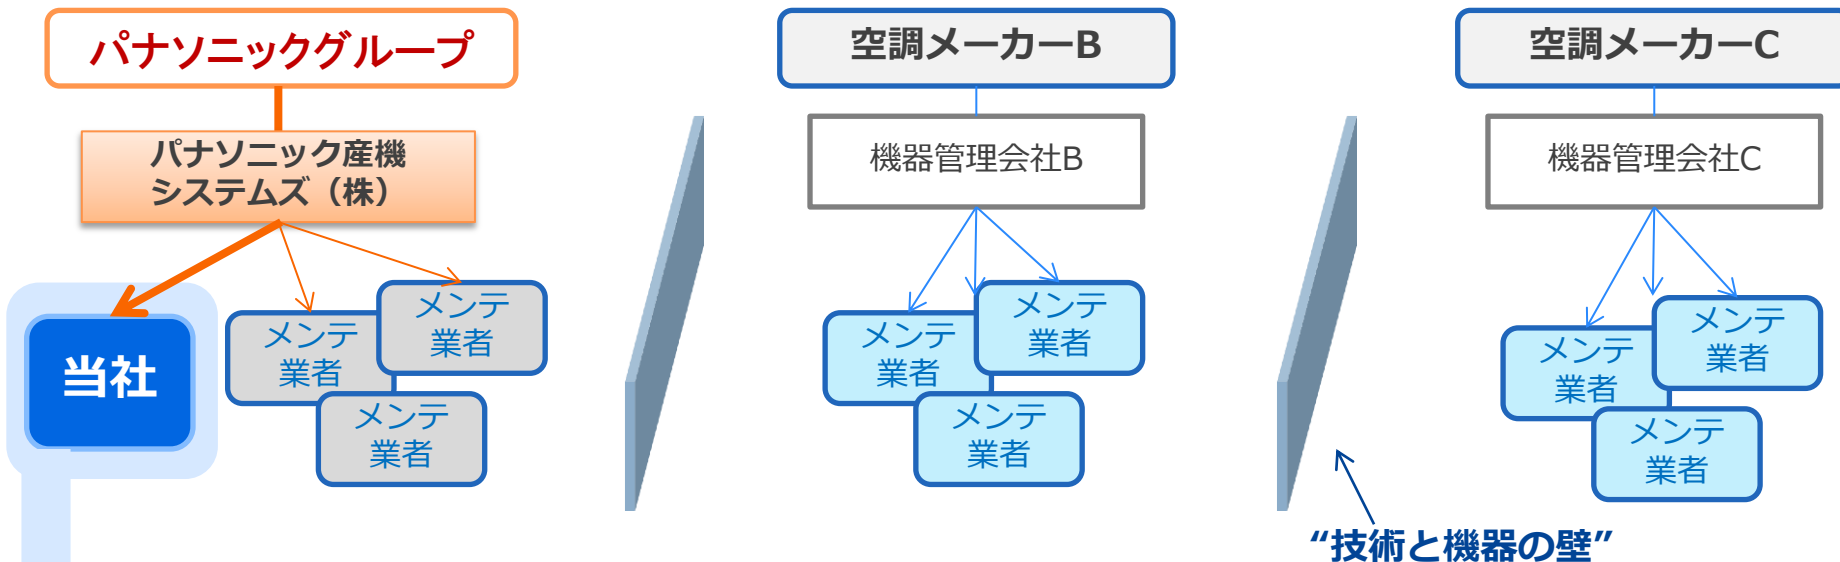 パナソニックグループ
パナソニック産機
システムズ（株）
当社
メンテ
業者
メンテ
業者
メンテ
業者
空調メーカーB
機器管理会社B
メンテ
業者
メンテ
業者
メンテ
業者
空調メーカーC
機器管理会社C
メンテ
業者
メンテ
業者
メンテ
業者
“技術と機器の壁”